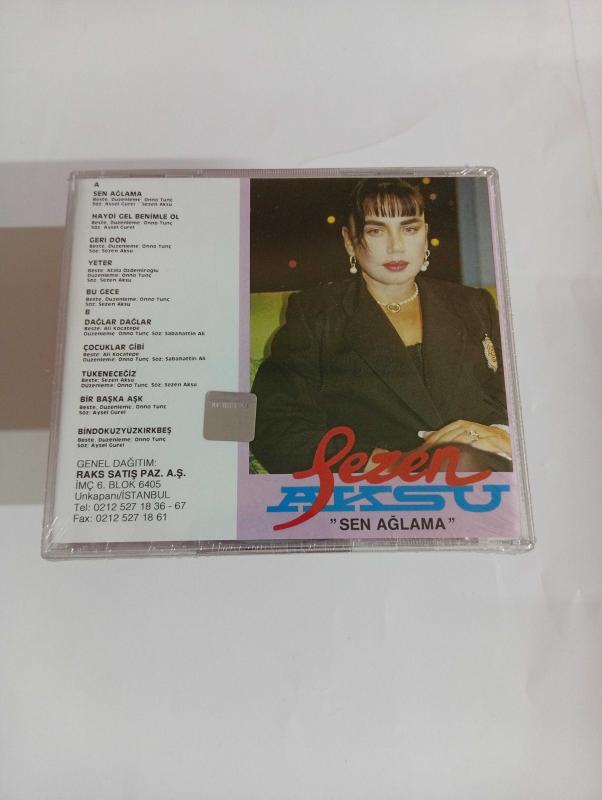 A
SEN AĞLAMA
Beste, Düzenleme: Onno Tunç
Söz: Aysel Gürel - Sezen Aksu
HAYDİ GEL BENİMLE OL
Beste, Düzenleme: Onno Tunç
Söz: Aysel Gürel
GERİ DÖN
Beste, Düzenleme: Onno Tunç
Söz: Sezen Aksu
YETER
Beste: Atilla Özdemiroğlu
Düzenleme: Onno Tunç
Söz: Sezen Aksu
BU GECE
Beste, Düzenleme: Onno Tunç
Söz: Sezen Aksu
B
DAĞLAR DAĞLAR
Beste: Ali Kocatepe
Düzenleme: Onno Tunç Söz: Sabahattin Ali
ÇOCUKLAR GİBİ
Beste: Ali Kocatepe
Düzenleme: Onno Tunç Söz: Sabahattin Ali
TÜKENECEĞİZ
Beste: Sezen Aksu
Düzenleme: Onno Tunç Söz: Sezen Aksu
BİR BAŞKA AŞK
Beste, Düzenleme: Onno Tunç
Söz: Aysel Gürel
BİNDOKUZYÜZKIRKBEŞ
Beste, Düzenleme: Onno Tunç
Söz: Aysel Gürel
GENEL DAĞITIM:
RAKS SATIŞ PAZ. A.Ş.
İMÇ 6. BLOK 6405
Unkapanı/İSTANBUL
Tel: 0212 527 18 36 - 67
Fax: 0212 527 18 61
Sezen
AKSU
"SEN AĞLAMA"